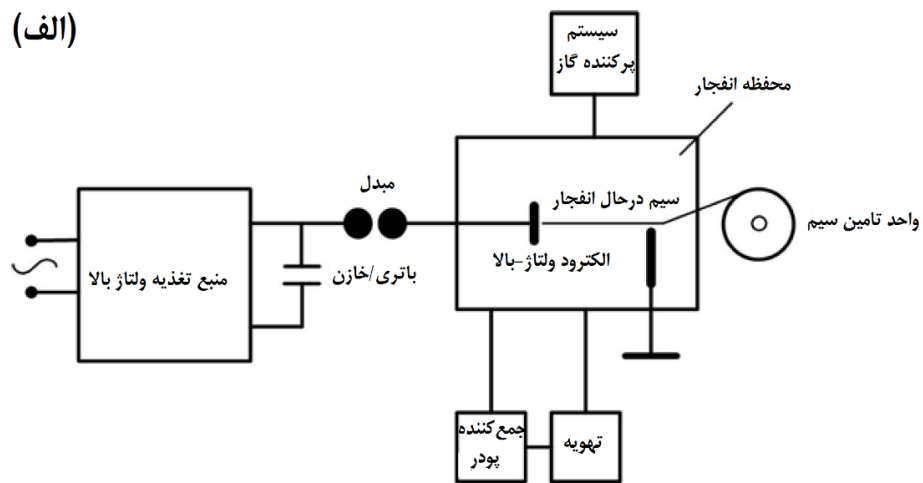 (الف)
سیستم
پرکننده گاز
محفظه انفجار
مبدل
سیم درحال انفجار
واحد تامین سیم
الکترود ولتاژ-بالا
باتری/خازن
منبع تغذیه ولتاژ بالا
جمع‌کننده
پودر
تهویه